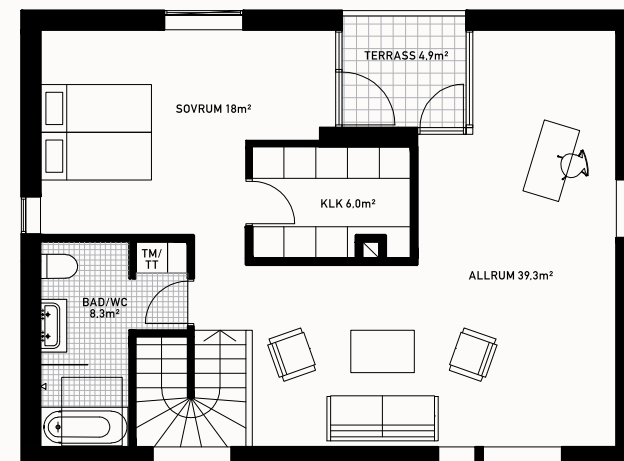 TERRASS 4.9m²
SOVRUM 18m²
KLK 6.0m²
TM/
TT
ALLRUM 39.3m²
BAD/WC
8.3m²